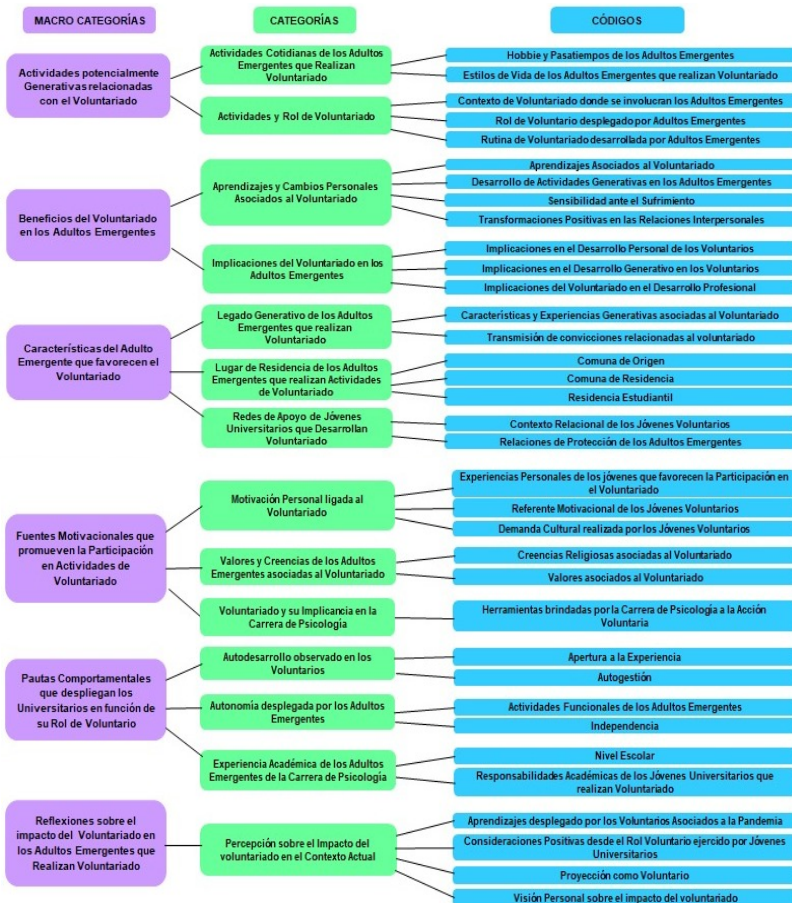 MACRO CATEGORÍAS
CATEGORÍAS
CÓDIGOS
Actividades potencialmente
Generativas relacionadas
con el Voluntariado
Actividades Cotidianas de los Adultos
Emergentes que Realizan
Voluntariado
Hobbie y Pasatiempos de los Adultos Emergentes
Estilos de Vida de los Adultos Emergentes que realizan Voluntariado
Actividades y Rol de Voluntariado
Contexto de Voluntariado donde se involucran los Adultos Emergentes
Rol de Voluntario desplegado por Adultos Emergentes
Rutina de Voluntariado desarrollada por Adultos Emergentes
Beneficios del Voluntariado
en los Adultos Emergentes
Aprendizajes y Cambios Personales
Asociados al Voluntariado
Aprendizajes Asociados al Voluntariado
Desarrollo de Actividades Generativas en los Adultos Emergentes
Sensibilidad ante el Sufrimiento
Transformaciones Positivas en las Relaciones Interpersonales
Implicaciones del Voluntariado en los
Adultos Emergentes
Implicaciones en el Desarrollo Personal de los Voluntarios
Implicaciones en el Desarrollo Generativo en los Voluntarios
Implicaciones del Voluntariado en el Desarrollo Profesional
Características del Adulto
Emergente que favorecen el
Voluntariado
Legado Generativo de los Adultos
Emergentes que realizan
Voluntariado
Características y Experiencias Generativas asociadas al Voluntariado
Transmisión de convicciones relacionadas al voluntariado
Lugar de Residencia de los Adultos
Emergentes que realizan Actividades
de Voluntariado
Comuna de Origen
Comuna de Residencia
Residencia Estudiantil
Redes de Apoyo de Jóvenes
Universitarios que Desarrollan
Voluntariado
Contexto Relacional de los Jóvenes Voluntarios
Relaciones de Protección de los Adultos Emergentes
Fuentes Motivacionales que
promueven la Participación
en Actividades de
Voluntariado
Motivación Personal ligada al
Voluntariado
Experiencias Personales de los jóvenes que favorecen la Participación en
el Voluntariado
Referente Motivacional de los Jóvenes Voluntarios
Demanda Cultural realizada por los Jóvenes Voluntarios
Valores y Creencias de los Adultos
Emergentes asociadas al Voluntariado
Creencias Religiosas asociadas al Voluntariado
Valores asociados al Voluntariado
Voluntariado y su Implicancia en la
Carrera de Psicología
Herramientas brindadas por la Carrera de Psicología a la Acción
Voluntaria
Pautas Comportamentales
que despliegan los
Universitarios en función de
su Rol de Voluntario
Autodesarrollo observado en los
Voluntarios
Apertura a la Experiencia
Autogestión
Autonomía desplegada por los Adultos
Emergentes
Actividades Funcionales de los Adultos Emergentes
Independencia
Experiencia Académica de los Adultos
Emergentes de la Carrera de Psicología
Nivel Escolar
Responsabilidades Académicas de los Jóvenes Universitarios que
realizan Voluntariado
Reflexiones sobre el
impacto del Voluntariado en
los Adultos Emergentes que
Realizan Voluntariado
Percepción sobre el Impacto del
voluntariado en el Contexto Actual
Aprendizajes desplegado por los Voluntarios Asociados a la Pandemia
Consideraciones Positivas desde el Rol Voluntario ejercido por Jóvenes
Universitarios
Proyección como Voluntario
Visión Personal sobre el impacto del voluntariado